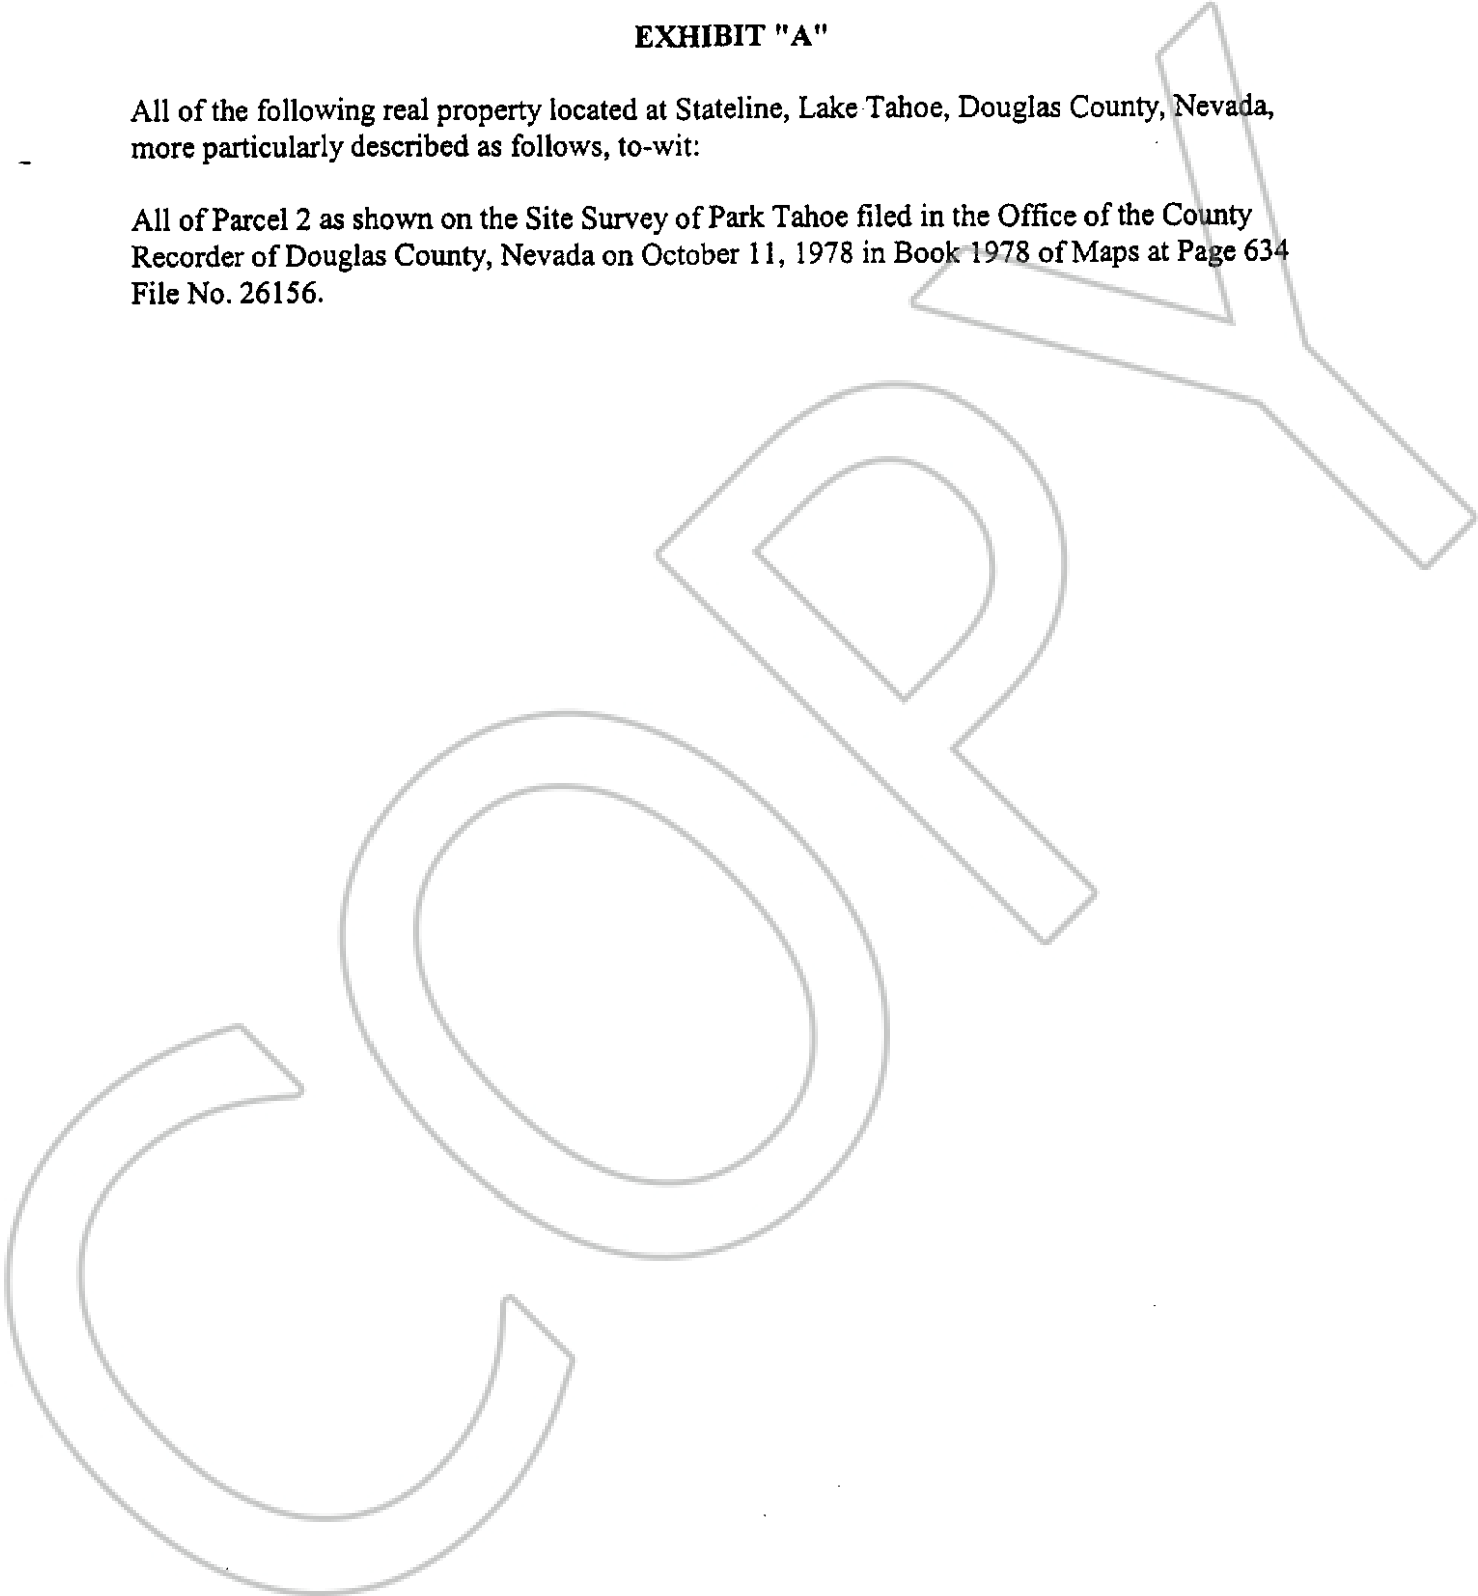 EXHIBIT "A"
All of the following real property located at Stateline, Lake Tahoe, Douglas County, Nevada,
more particularly described as follows, to-wit:
All of Parcel 2 as shown on the Site Survey of Park Tahoe filed in the Office of the County
Recorder of Douglas County, Nevada on October 11, 1978 in Book 1978 of Maps at Page 634
File No. 26156.
COPY